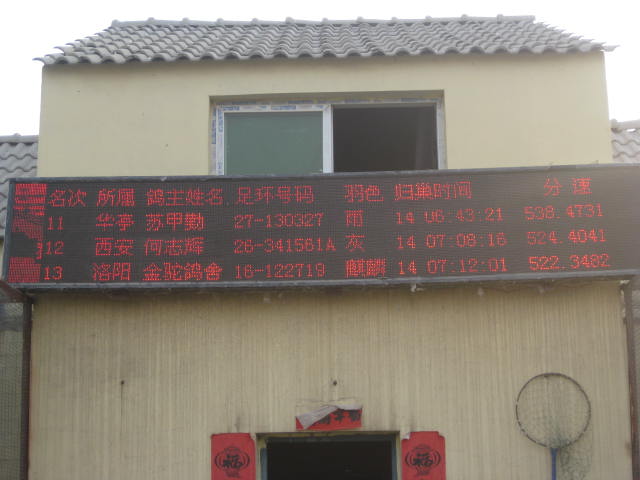 名次 所属 鸽主姓名 足环号码 羽色 归巢时间 分速
11 华亭 苏甲勤 27-130327 雨 14 06:43:21 538.4731
12 西安 何志辉 26-341561A 灰 14 07:08:16 524.4041
13 洛阳 金驼鸽舍 16-122719 麒麟 14 07:12:01 522.3482
福
福